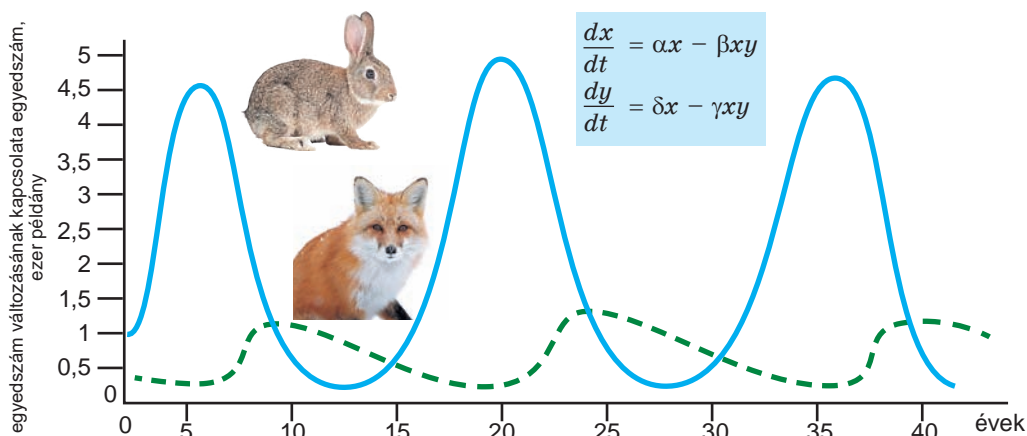 egyedszám változásának kapcsolata egyedszám,
ezer példány
dx/dt = αx – βxy
dy/dt = δx – γxy
5
4,5
4
3,5
3
2,5
2
1,5
1
0,5
0
0 5 10 15 20 25 30 35 40 évek